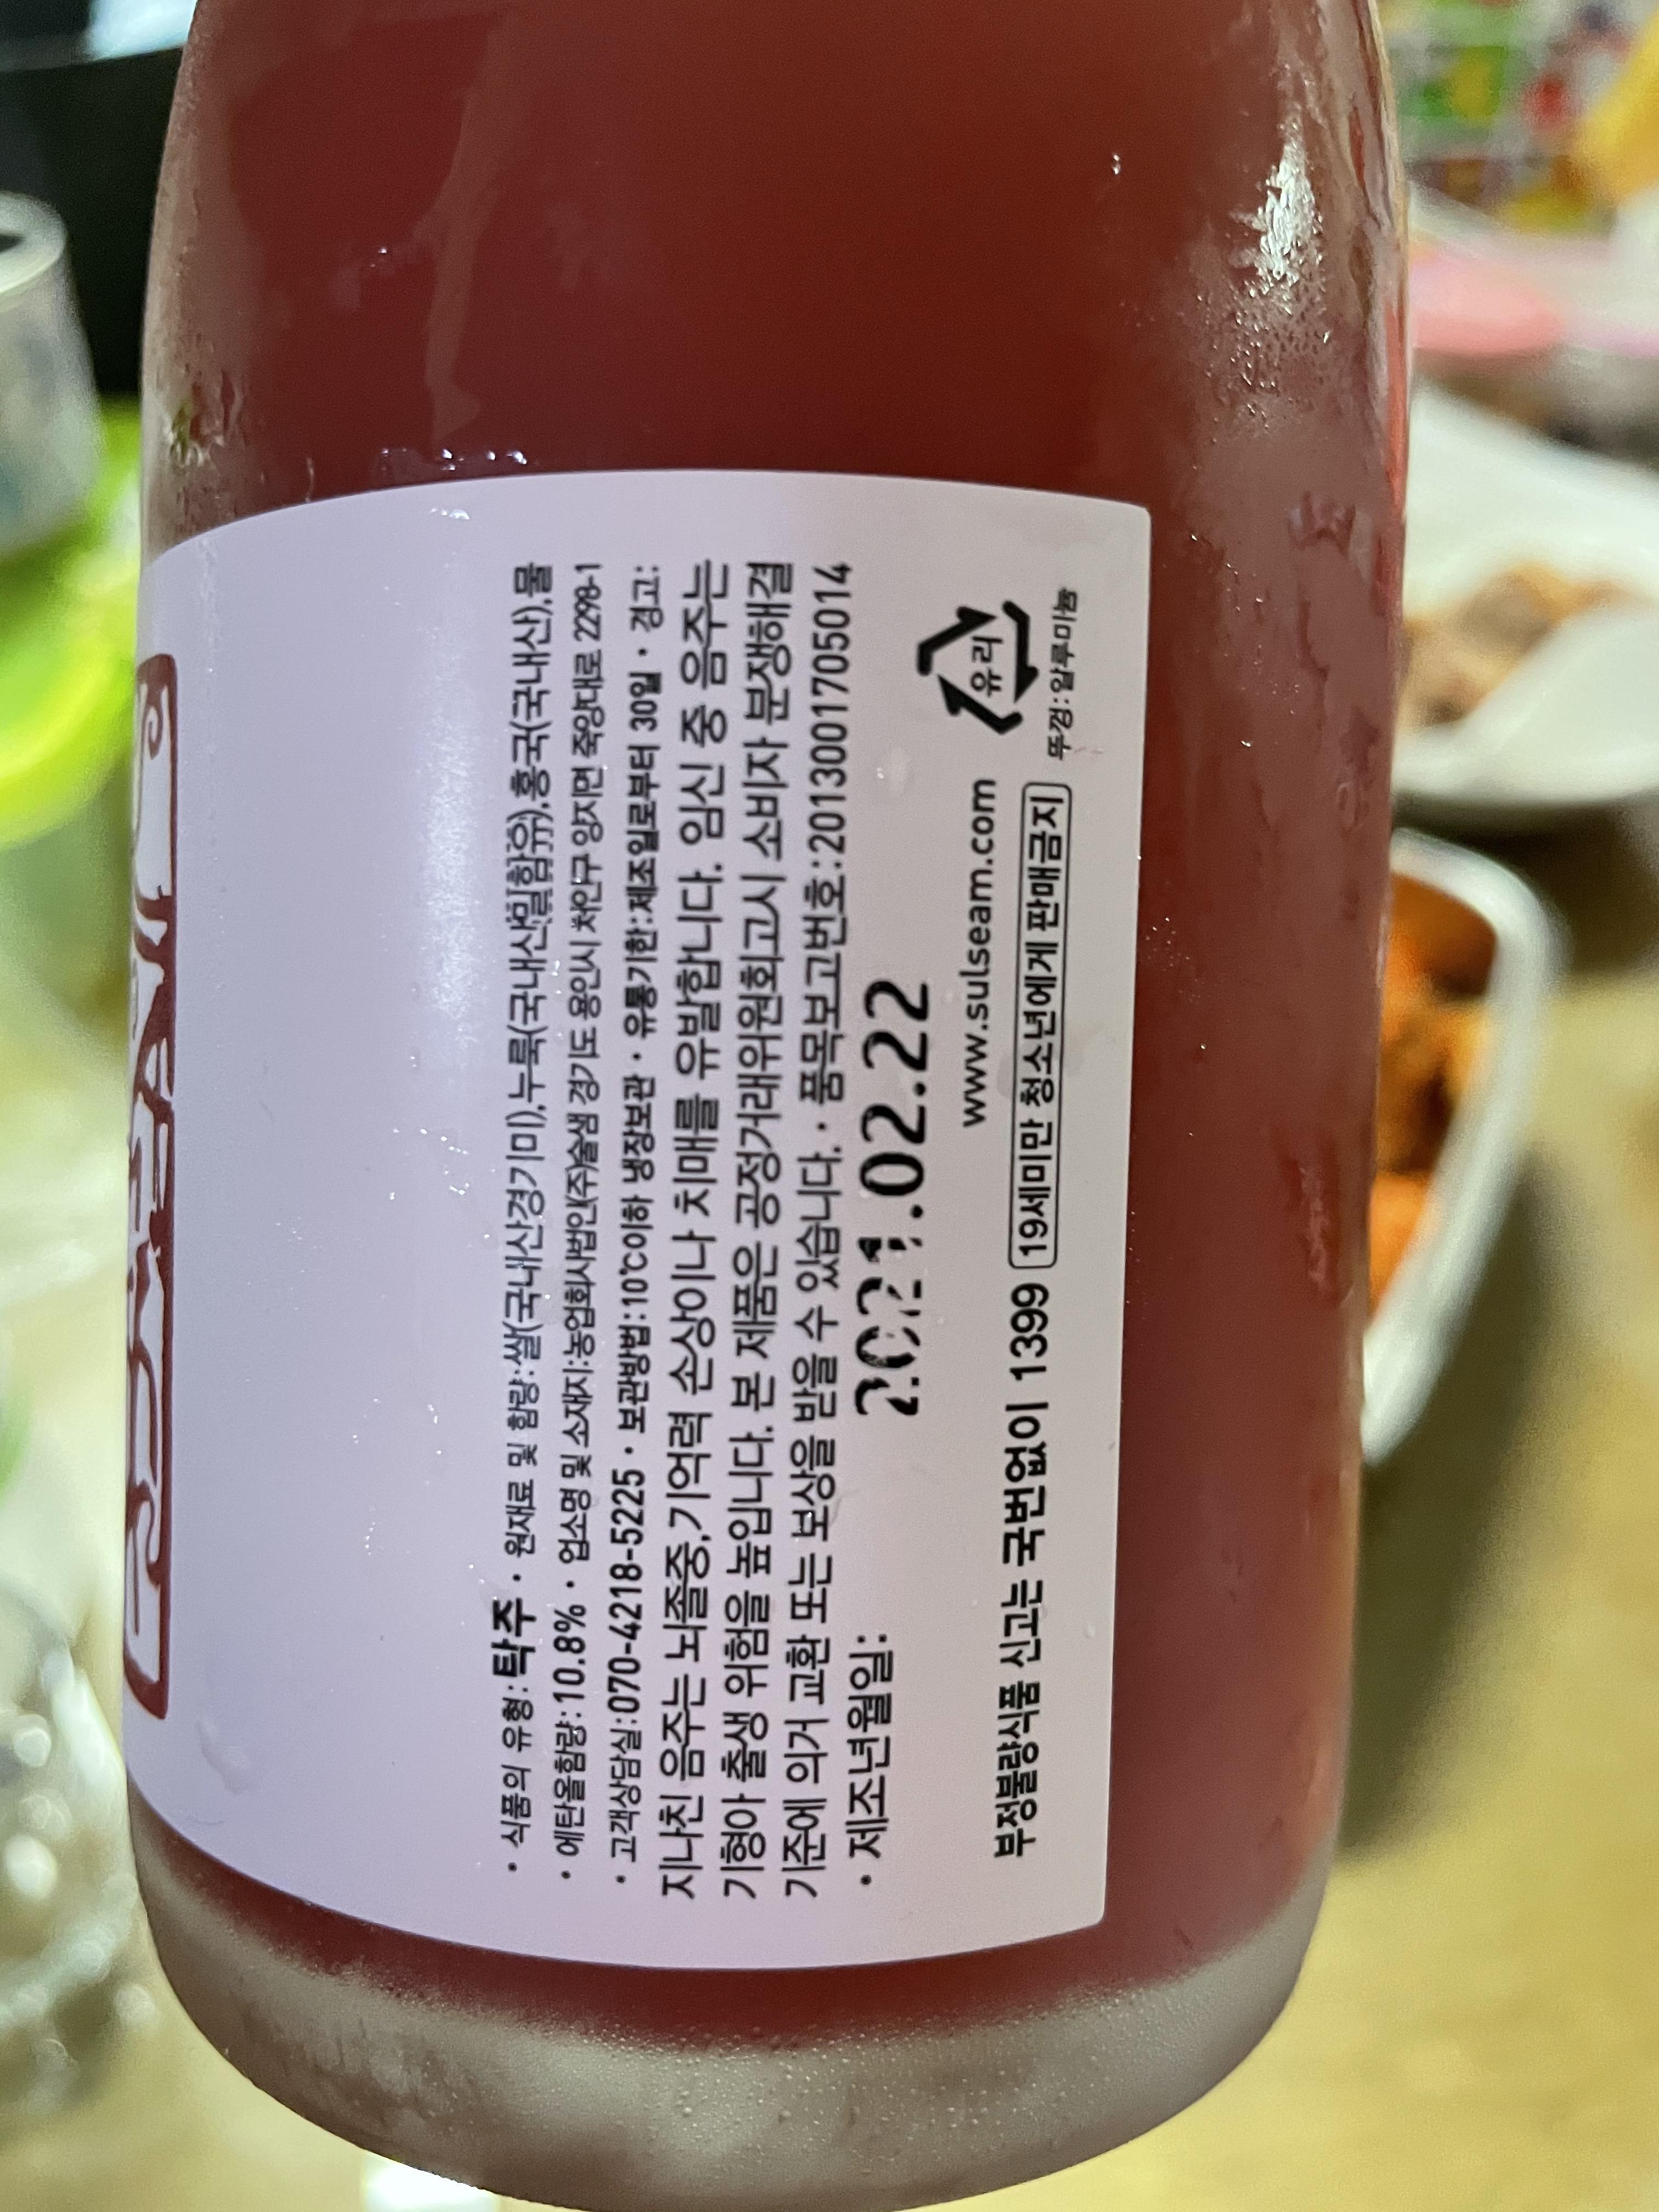 · 식품의 유형:탁주 · 원재료 및 함량:쌀(국내산경기미),누룩(국내산밀함유),홍국(국내산),물
· 에탄올함량:10.8% · 업소명 및 소재지:농업회사법인(주)술샘 경기도 용인시 처인구 양지면 죽양대로 2298-1
· 고객상담실:070-4218-5225 · 보관방법:10℃이하 냉장보관 · 유통기한:제조일로부터 30일 · 경고:
지나친 음주는 뇌졸중,기억력 손상이나 치매를 유발합니다. 임신 중 음주는
기형아 출생 위험을 높입니다. 본 제품은 공정거래위원회고시 소비자 분쟁해결
기준에 의거 교환 또는 보상을 받을 수 있습니다. · 품목보고번호:2013001705014
· 제조년월일: 2021.02.22
www.sulseam.com
유리
부정불량식품 신고는 국번없이 1399 19세미만 청소년에게 판매금지
뚜껑:알루미늄